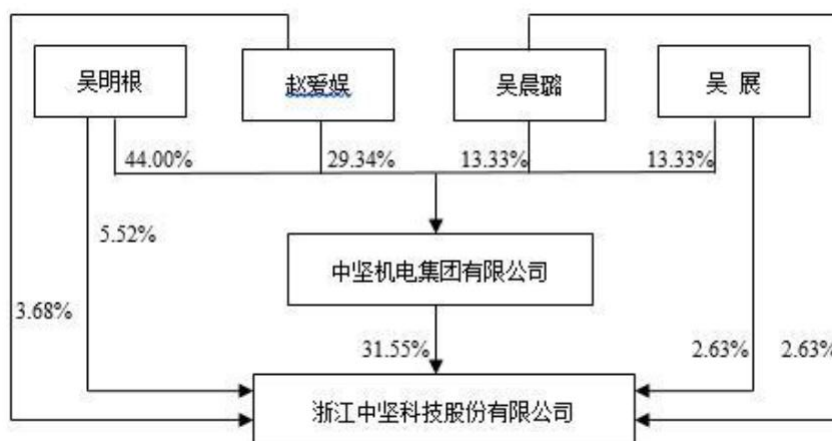 吴明根
赵爱娱
吴晨璐
吴 展
44.00%
29.34%
13.33%
13.33%
5.52%
中坚机电集团有限公司
3.68%
31.55%
2.63%
2.63%
浙江中坚科技股份有限公司